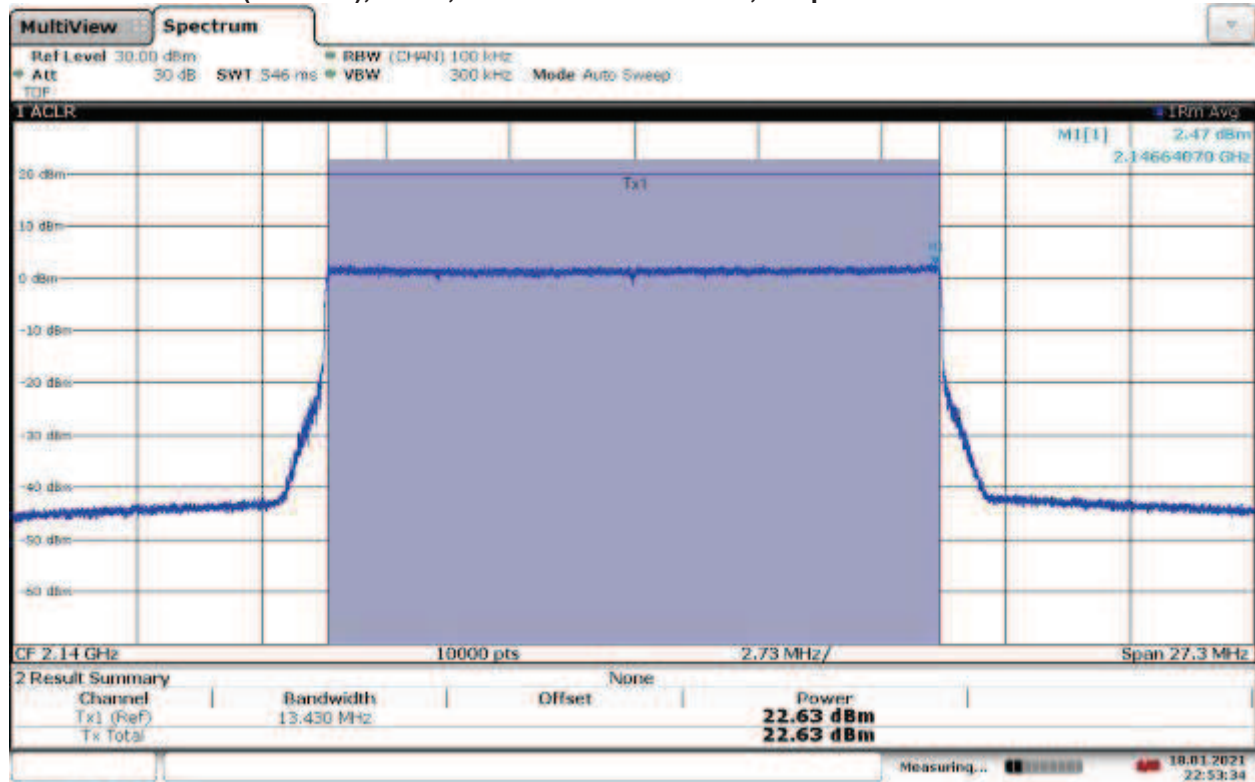 MultiView Spectrum
Ref Level 30.00 dBm RBW (CHAN) 100 kHz
Att 30 dB SWT 546 ms VBW 300 kHz Mode Auto Sweep
TDF
1 ACLR 1Rm Avg
M1[1] 2.47 dBm
2.14664070 GHz
20 dBm
Tx1
10 dBm
M1
0 dBm
-10 dBm
-20 dBm
-30 dBm
-40 dBm
-50 dBm
-60 dBm
CF 2.14 GHz 10000 pts 2.73 MHz/ Span 27.3 MHz
2 Result Summary None
Channel Bandwidth Offset Power
Tx1 (Ref) 13.430 MHz 22.63 dBm
Tx Total 22.63 dBm
Measuring... 18.01.2021
22:53:34